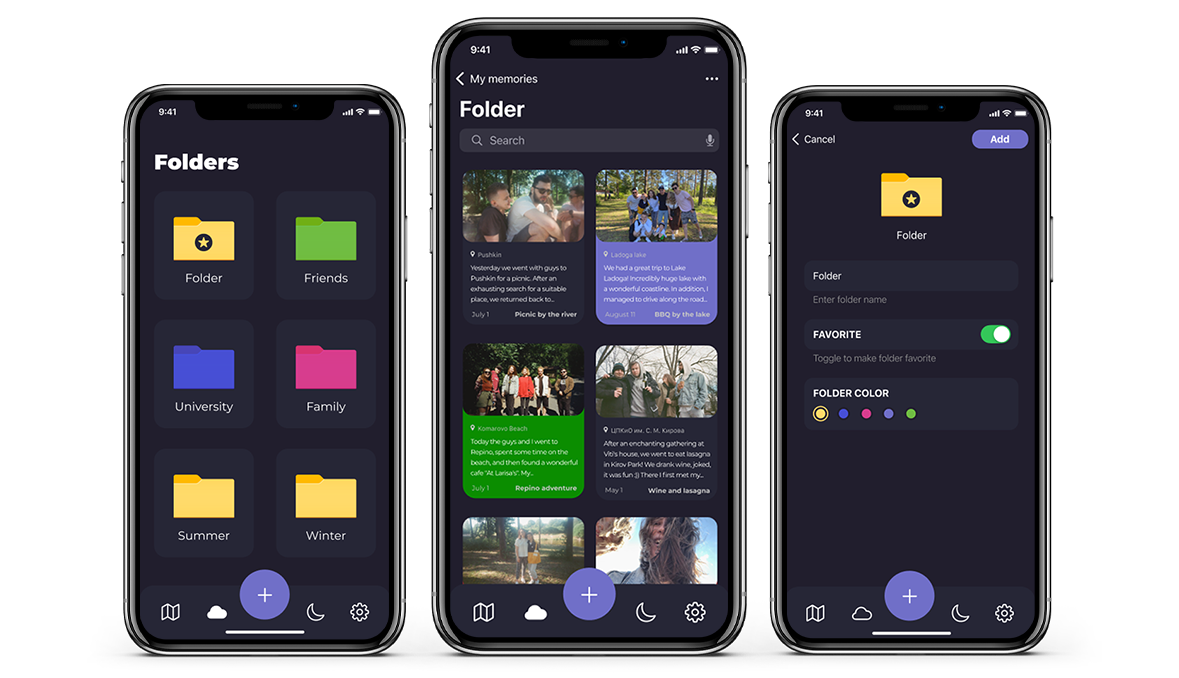 9:41
Folders
Folder
Friends
University
Family
Summer
Winter
9:41
My memories
Folder
Search
Pushkin
Yesterday we went with guys to
Pushkin for a picnic. After an
exhausting search for a suitable
place, we returned back to...
July 1
Picnic by the river
Ladoga lake
We had a great trip to Lake
Ladoga! Incredibly huge lake with
a wonderful coastline. In addition, I
managed to drive along the road...
August 11
BBQ by the lake
Komarovo Beach
Today the guys and I went to
Repino, spent some time on the
beach, and then found a wonderful
cafe "At Larisa's". My...
July 1
Repino adventure
ЦПКиО им. С. М. Кирова
After an enchanting gathering at
Viti's house, we went to eat lasagna
in Kirov Park! We drank wine, joked,
it was fun :)) There I first met my...
May 1
Wine and lasagna
9:41
Cancel
Add
Folder
Folder
Enter folder name
FAVORITE
Toggle to make folder favorite
FOLDER COLOR